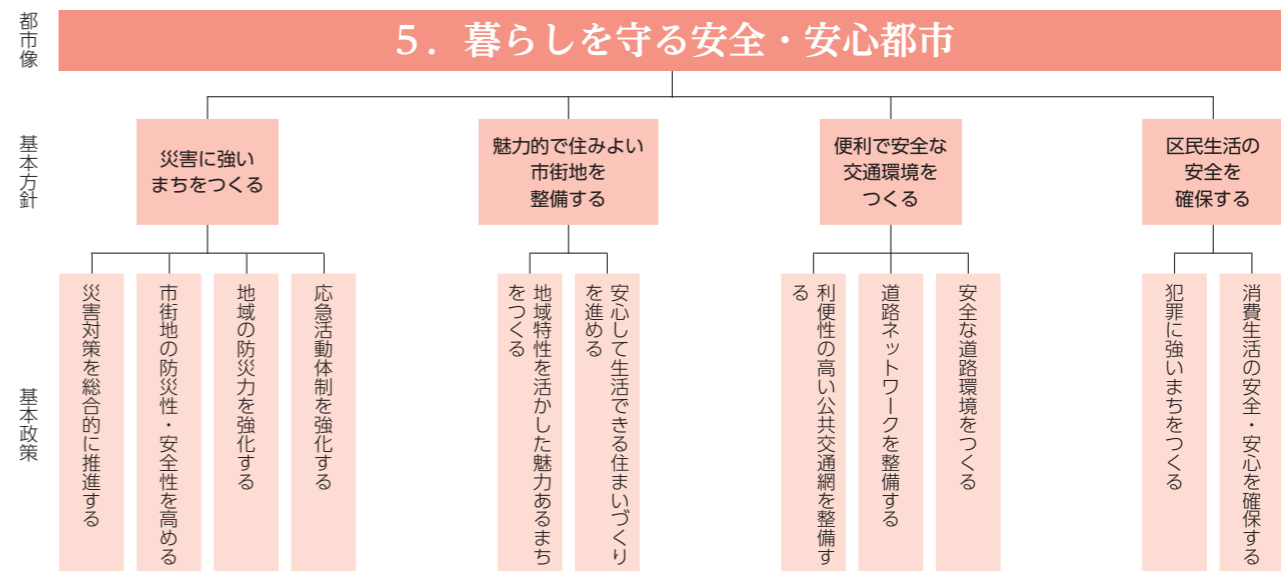 都市像
5．暮らしを守る安全・安心都市
基本方針
災害に強い
まちをつくる
魅力的で住みよい
市街地を
整備する
便利で安全な
交通環境を
つくる
区民生活の
安全を
確保する
基本政策
災害対策を総合的に推進する
市街地の防災性・安全性を高める
地域の防災力を強化する
応急活動体制を強化する
地域特性を活かした魅力あるまち
をつくる
安心して生活できる住まいづくり
を進める
利便性の高い公共交通網を整備す
る
道路ネットワークを整備する
安全な道路環境をつくる
犯罪に強いまちをつくる
消費生活の安全・安心を確保する